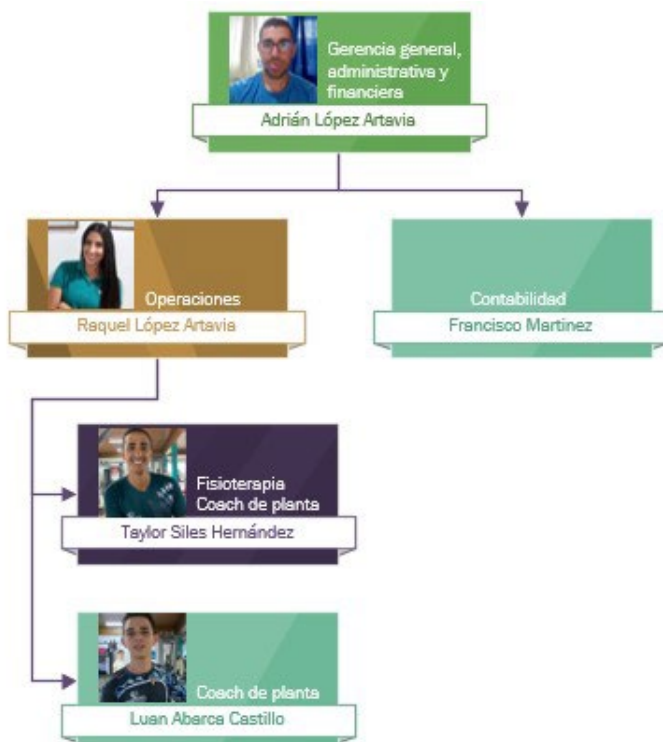 Gerencia general,
administrativa y
financiera
Adrián López Artavia
Operaciones
Raquel López Artavia
Contabilidad
Francisco Martinez
Fisioterapia
Coach de planta
Taylor Siles Hernández
Coach de planta
Luan Abarca Castillo